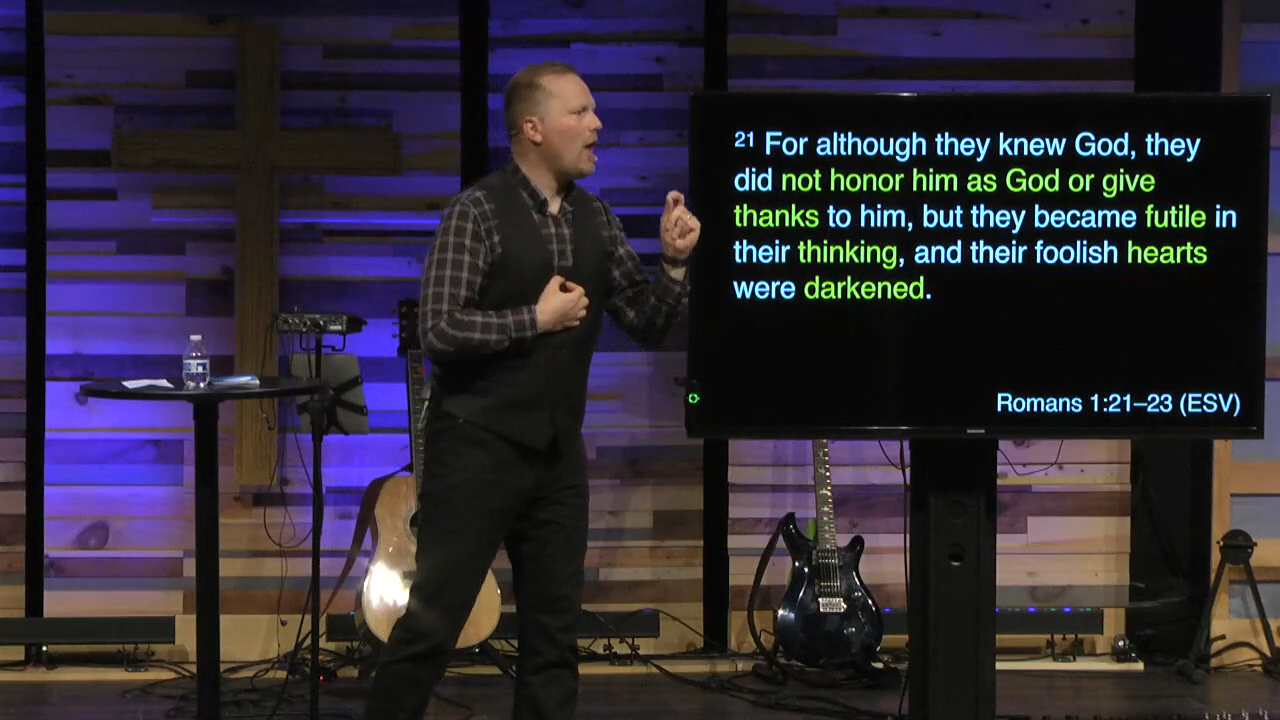 21 For although they knew God, they
did not honor him as God or give
thanks to him, but they became futile in
their thinking, and their foolish hearts
were darkened.
Romans 1:21–23 (ESV)